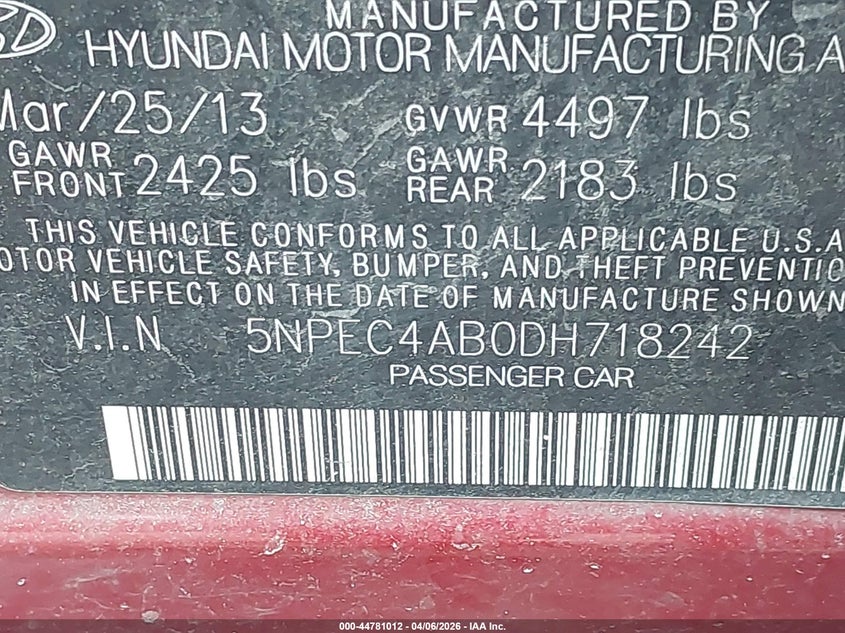 MANUFACTURED BY
HYUNDAI MOTOR MANUFACTURING A
Mar/25/13 GVWR 4497 lbs
GAWR FRONT 2425 lbs GAWR REAR 2183 lbs
THIS VEHICLE CONFORMS TO ALL APPLICABLE U.S.A
OTOR VEHICLE SAFETY, BUMPER, AND THEFT PREVENTIO
IN EFFECT ON THE DATE OF MANUFACTURE SHOWN
V.I.N 5NPEC4AB0DH718242
PASSENGER CAR
000-44781012 - 04/06/2026 - IAA Inc.